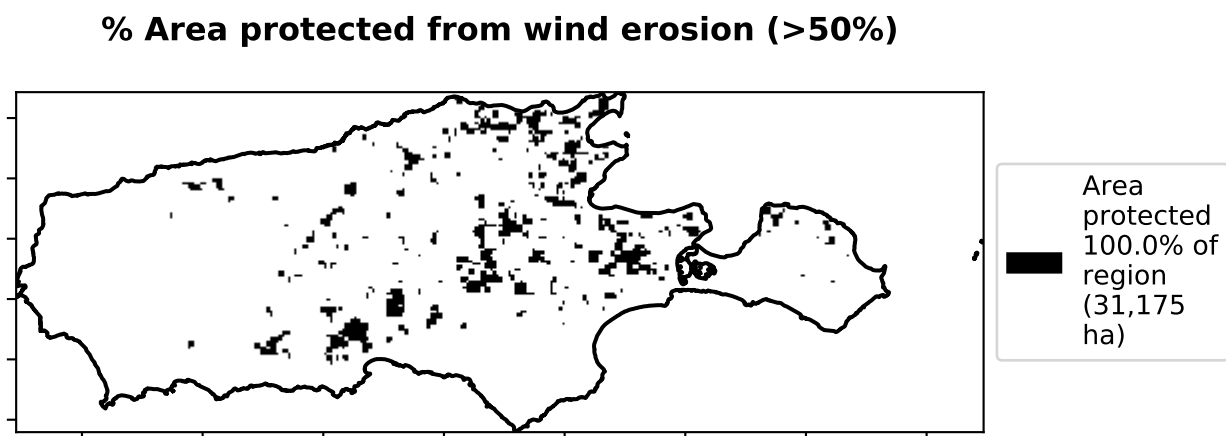 % Area protected from wind erosion (>50%)
Area
protected
100.0% of
region
(31,175
ha)